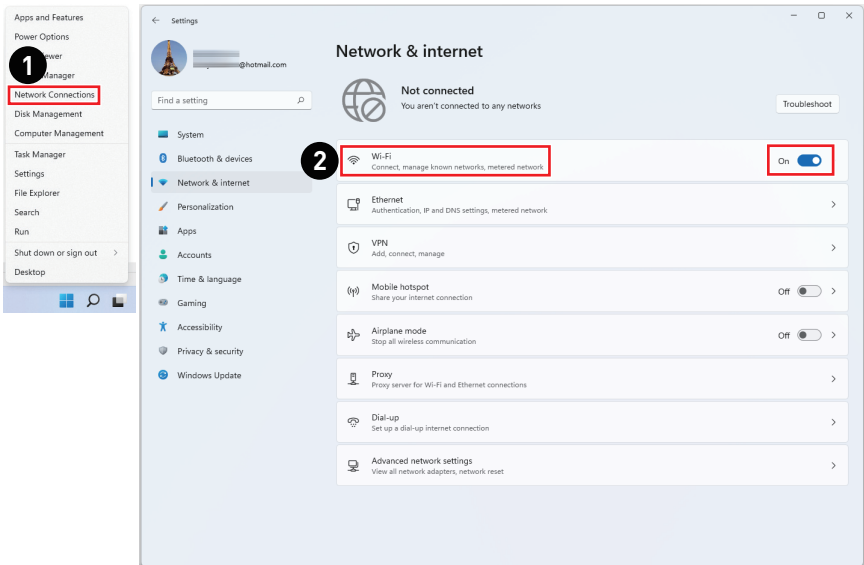 Apps and Features
Power Options
ewer
1
Manager
Network Connections
Disk Management
Computer Management
Task Manager
Settings
File Explorer
Search
Run
Shut down or sign out
Desktop
Settings
@hotmail.com
Find a setting
System
Bluetooth & devices
Network & internet
Personalization
Apps
Accounts
Time & language
Gaming
Accessibility
Privacy & security
Windows Update
Network & internet
Not connected
You aren't connected to any networks
Troubleshoot
2
Wi-Fi
Connect, manage known networks, metered network
On
Ethernet
Authentication, IP and DNS settings, metered network
VPN
Add, connect, manage
Mobile hotspot
Share your internet connection
Off
Airplane mode
Stop all wireless communication
Off
Proxy
Proxy server for Wi-Fi and Ethernet connections
Dial-up
Set up a dial-up internet connection
Advanced network settings
View all network adapters, network reset